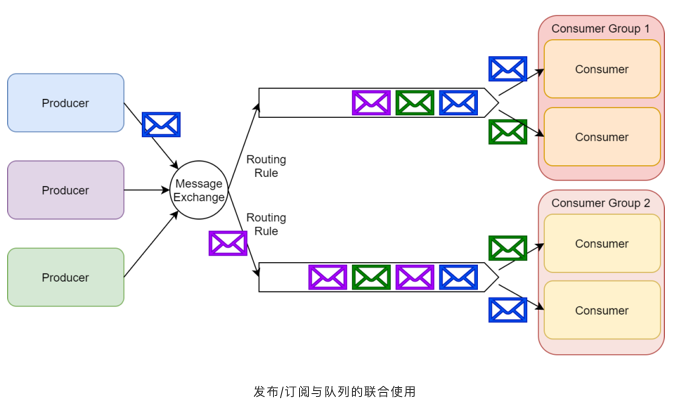 Consumer Group 1
Consumer
Consumer
Producer
Producer
Producer
Message
Exchange
Routing
Rule
Routing
Rule
Consumer Group 2
Consumer
Consumer
发布/订阅与队列的联合使用